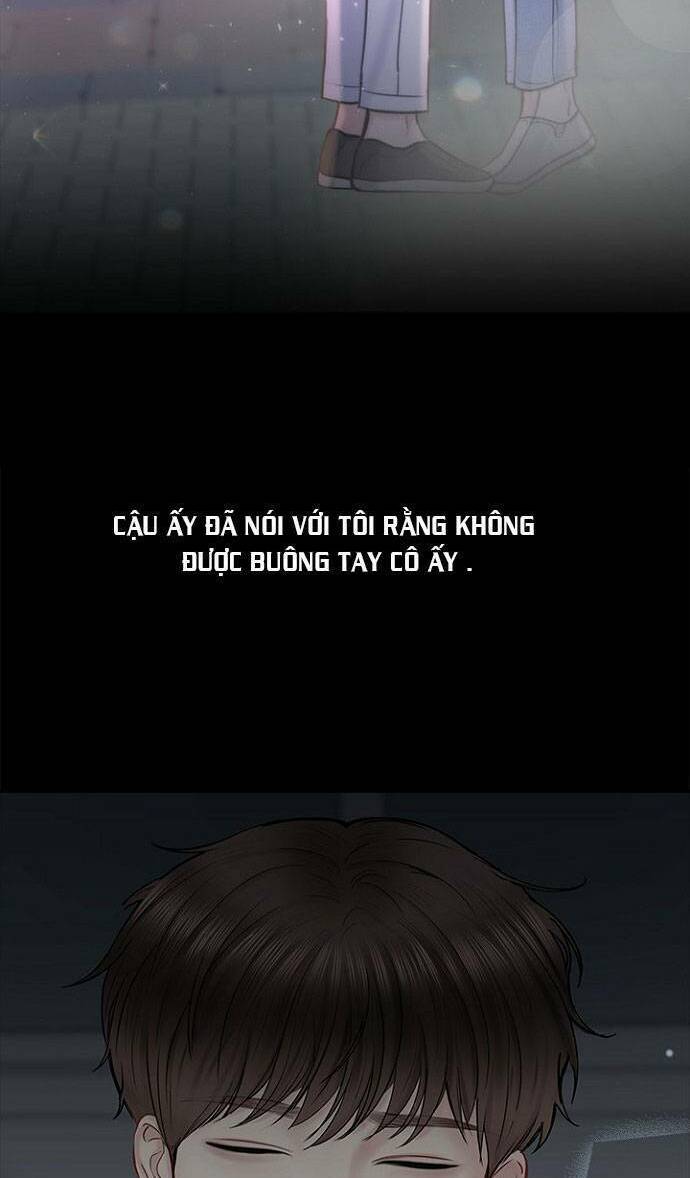 CẬU ẤY ĐÃ NÓI VỚI TÔI RẰNG KHÔNG
ĐƯỢC BUÔNG TAY CÔ ẤY .